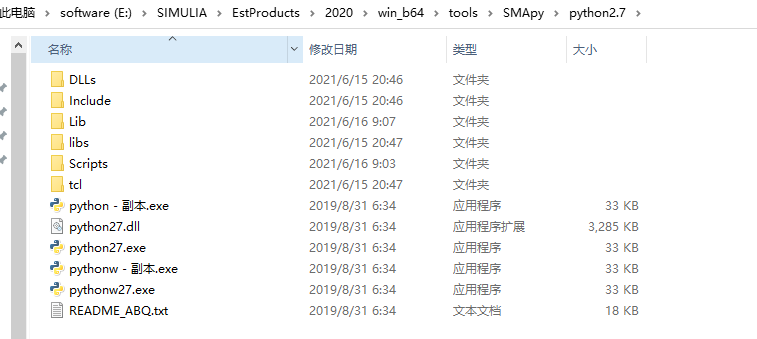 此电脑 > software (E:) > SIMULIA > EstProducts > 2020 > win_b64 > tools > SMApy > python2.7 >
名称 修改日期 类型 大小
DLLs 2021/6/15 20:46 文件夹
Include 2021/6/15 20:46 文件夹
Lib 2021/6/16 9:07 文件夹
libs 2021/6/15 20:47 文件夹
Scripts 2021/6/16 9:03 文件夹
tcl 2021/6/15 20:47 文件夹
python - 副本.exe 2019/8/31 6:34 应用程序 33 KB
python27.dll 2019/8/31 6:34 应用程序扩展 3,285 KB
python27.exe 2019/8/31 6:34 应用程序 33 KB
pythonw - 副本.exe 2019/8/31 6:34 应用程序 33 KB
pythonw27.exe 2019/8/31 6:34 应用程序 33 KB
README_ABQ.txt 2019/8/31 6:34 文本文档 18 KB